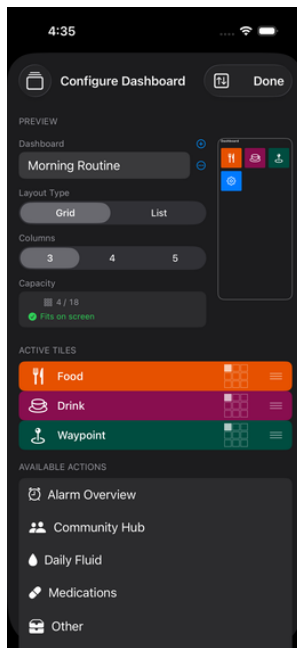 4:35
Configure Dashboard
Done
PREVIEW
Dashboard
Morning Routine
Layout Type
Grid
List
Columns
3
4
5
Capacity
4 / 18
Fits on screen
Dashboard
ACTIVE TILES
Food
Drink
Waypoint
AVAILABLE ACTIONS
Alarm Overview
Community Hub
Daily Fluid
Medications
Other